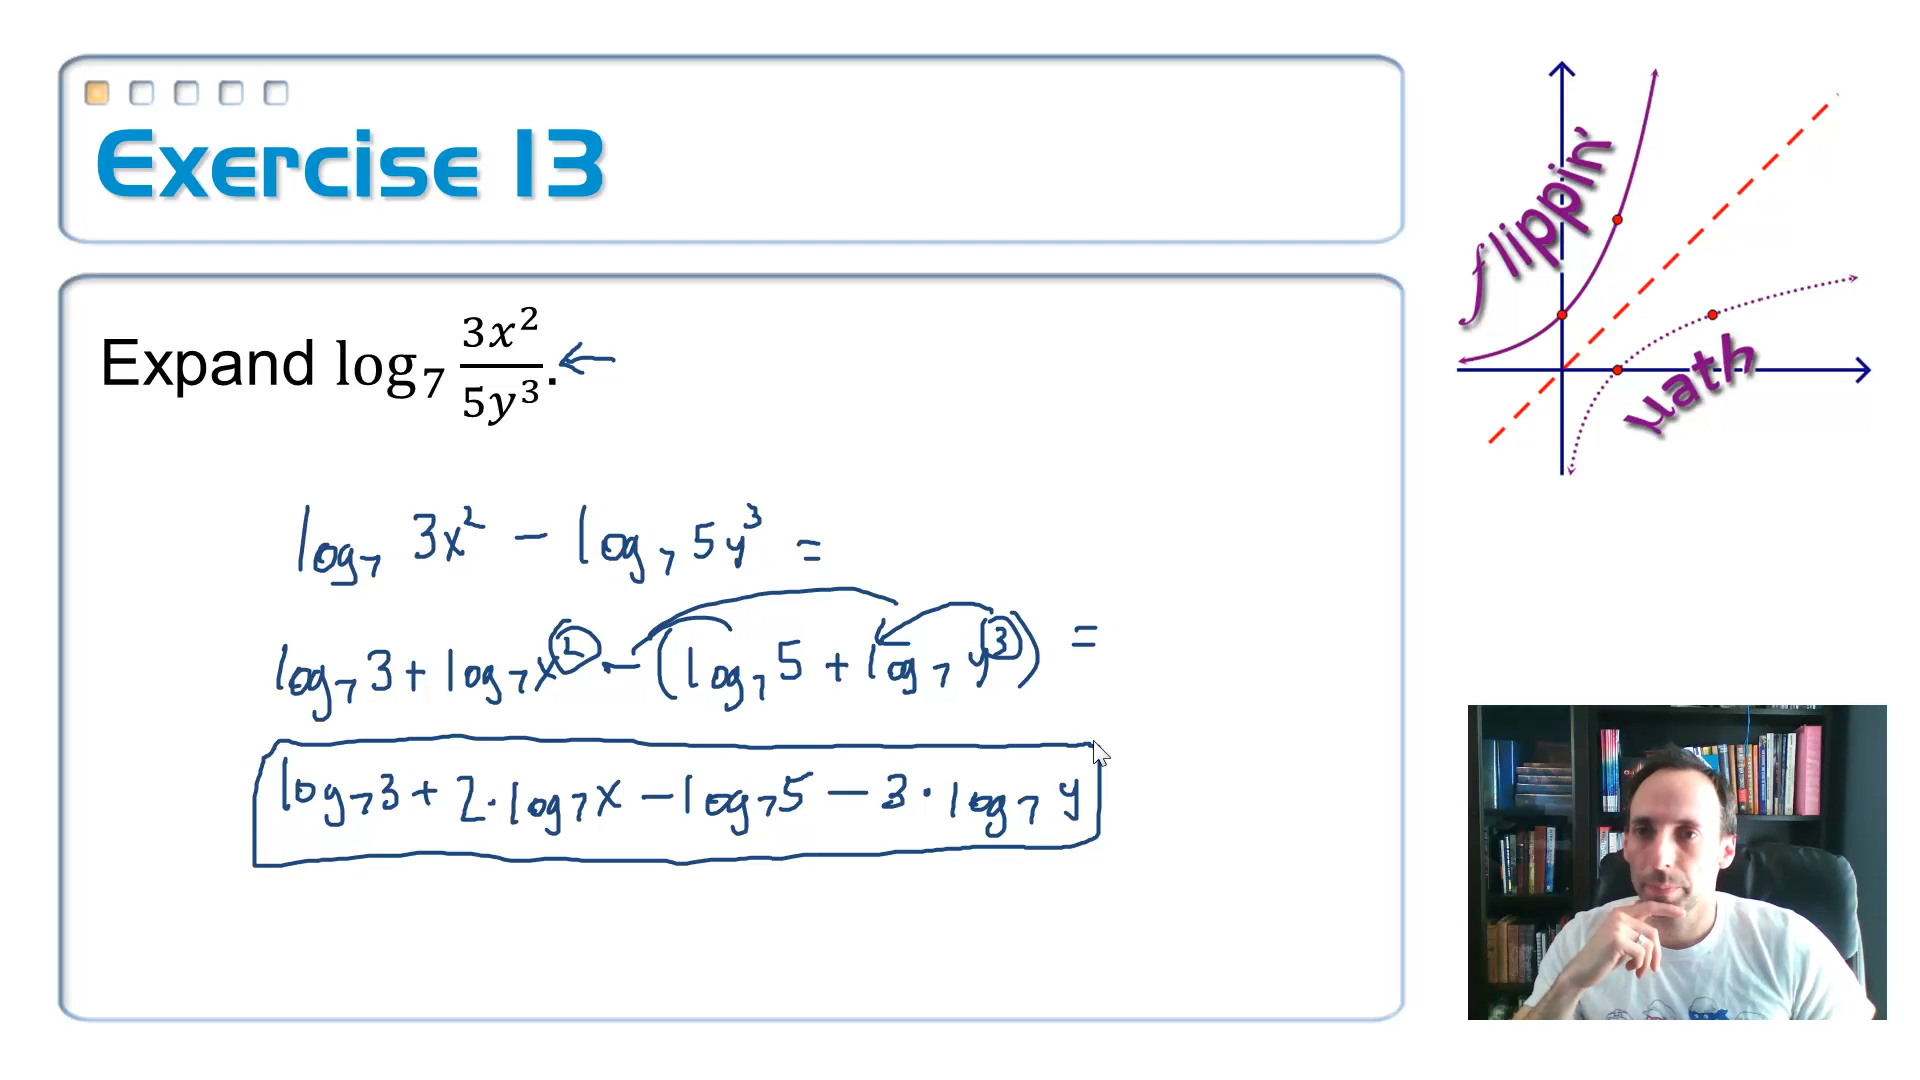 Exercise 13
Expand log₇ 3x²/5y³. ←
log₇ 3x² − log₇ 5y³ =
log₇ 3 + log₇ x² − (log₇ 5 + log₇ y³) =
log₇ 3 + 2 · log₇ x − log₇ 5 − 3 · log₇ y
flippin'
math